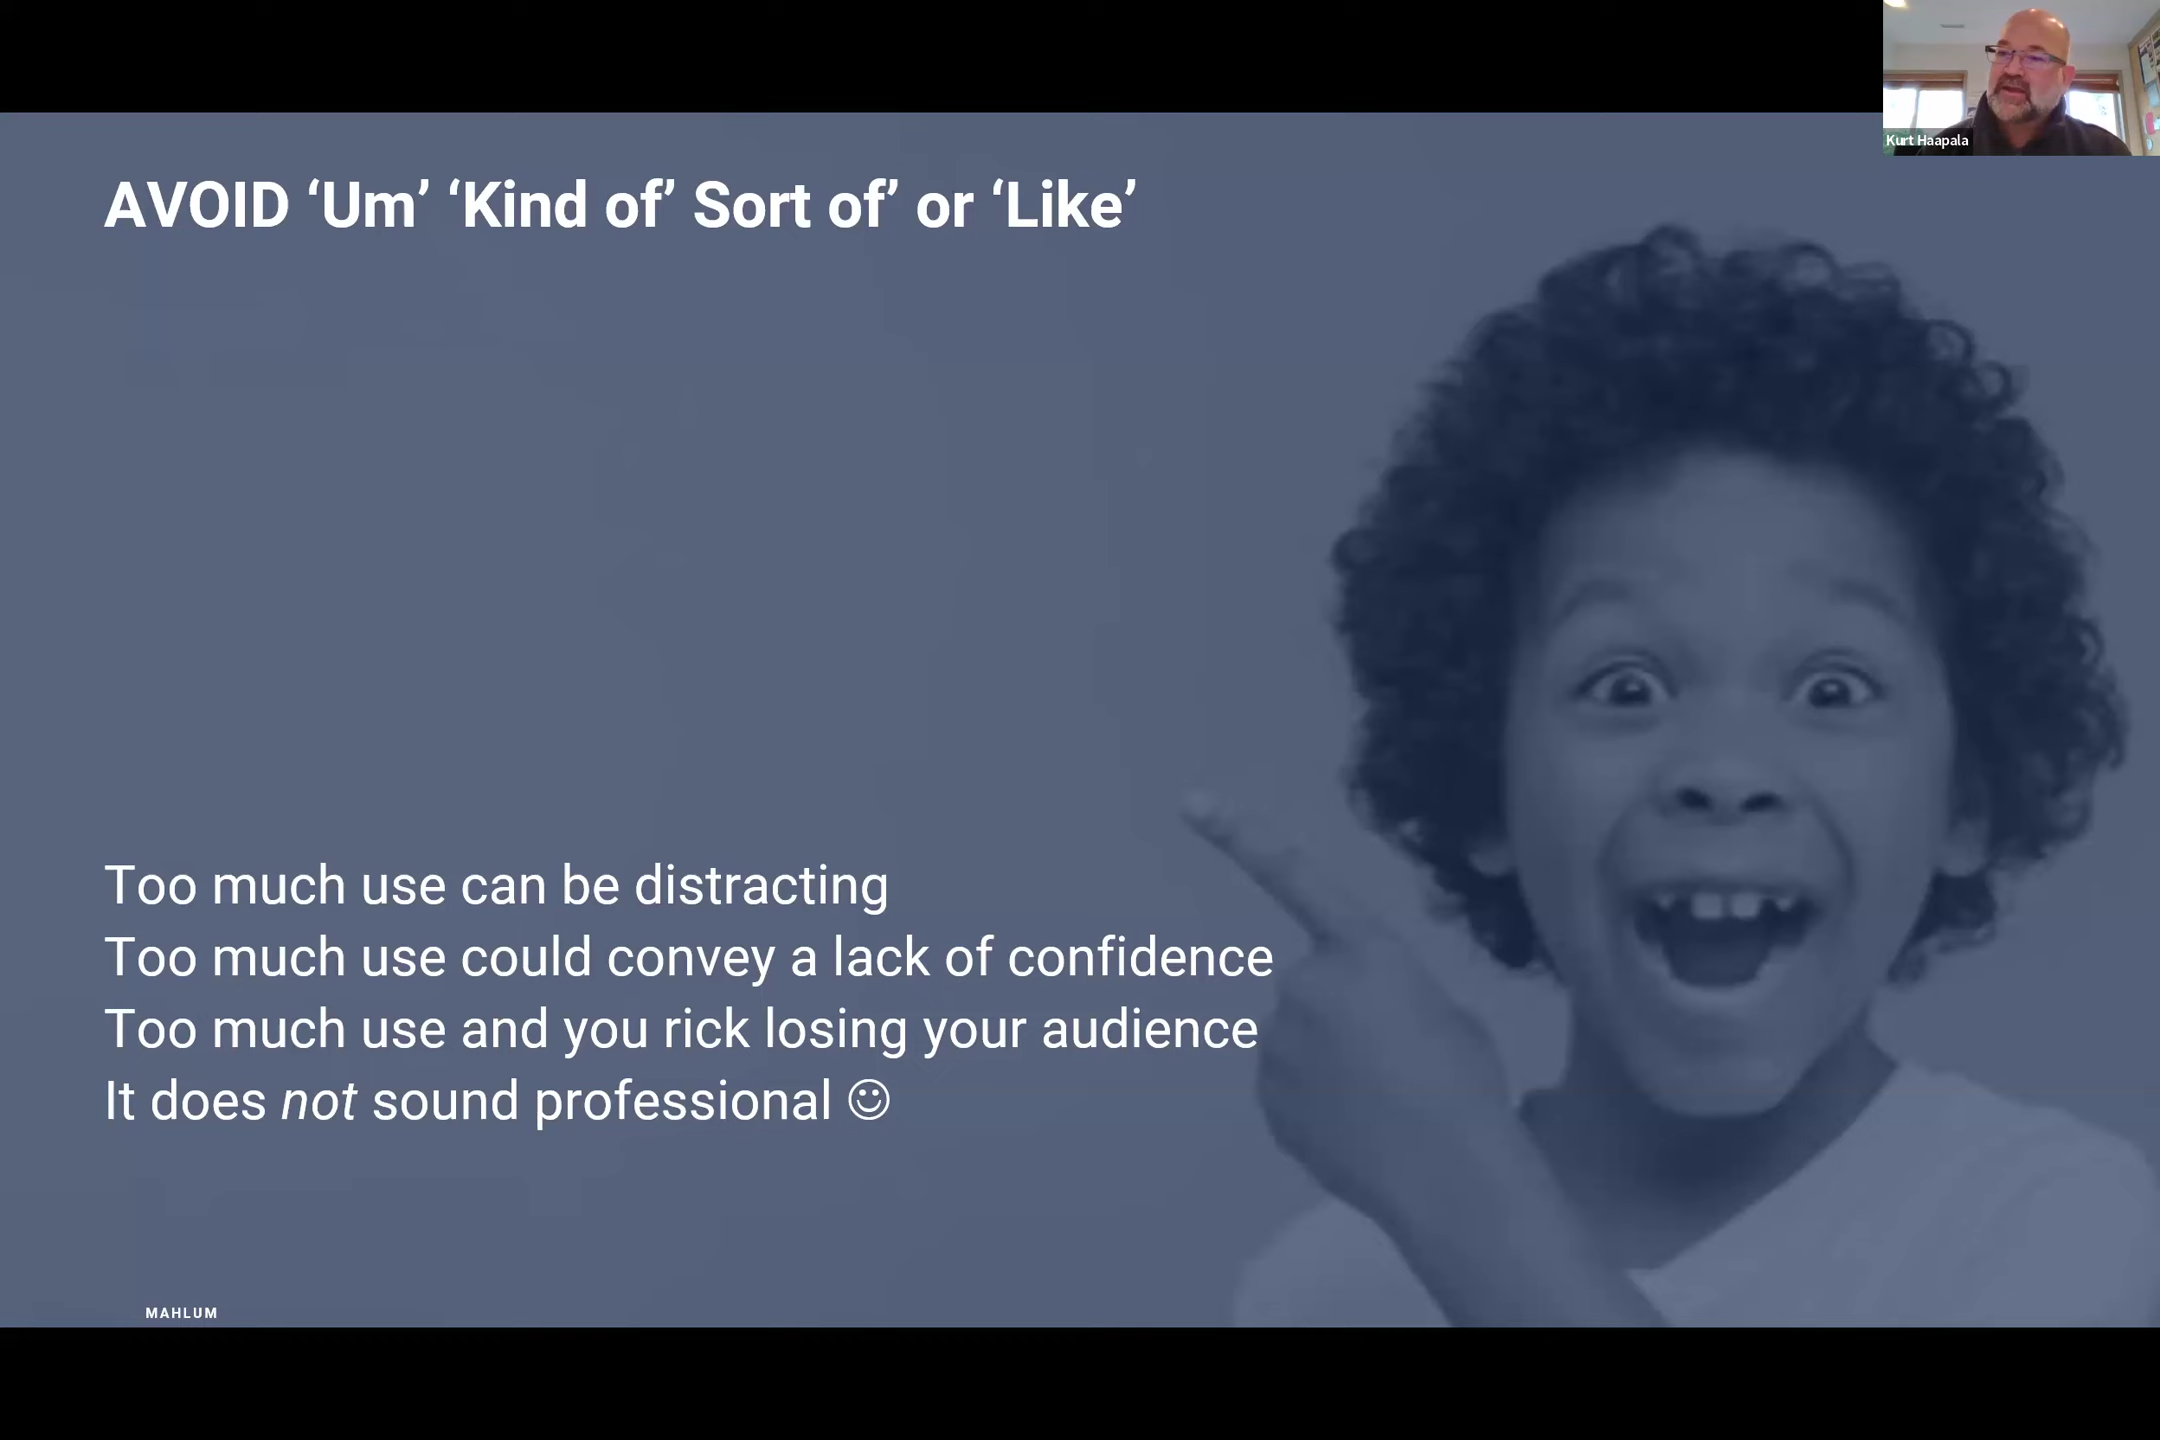 Kurt Haapala
AVOID ‘Um’ ‘Kind of’ Sort of’ or ‘Like’
Too much use can be distracting
Too much use could convey a lack of confidence
Too much use and you rick losing your audience
It does not sound professional ☺
MAHLUM